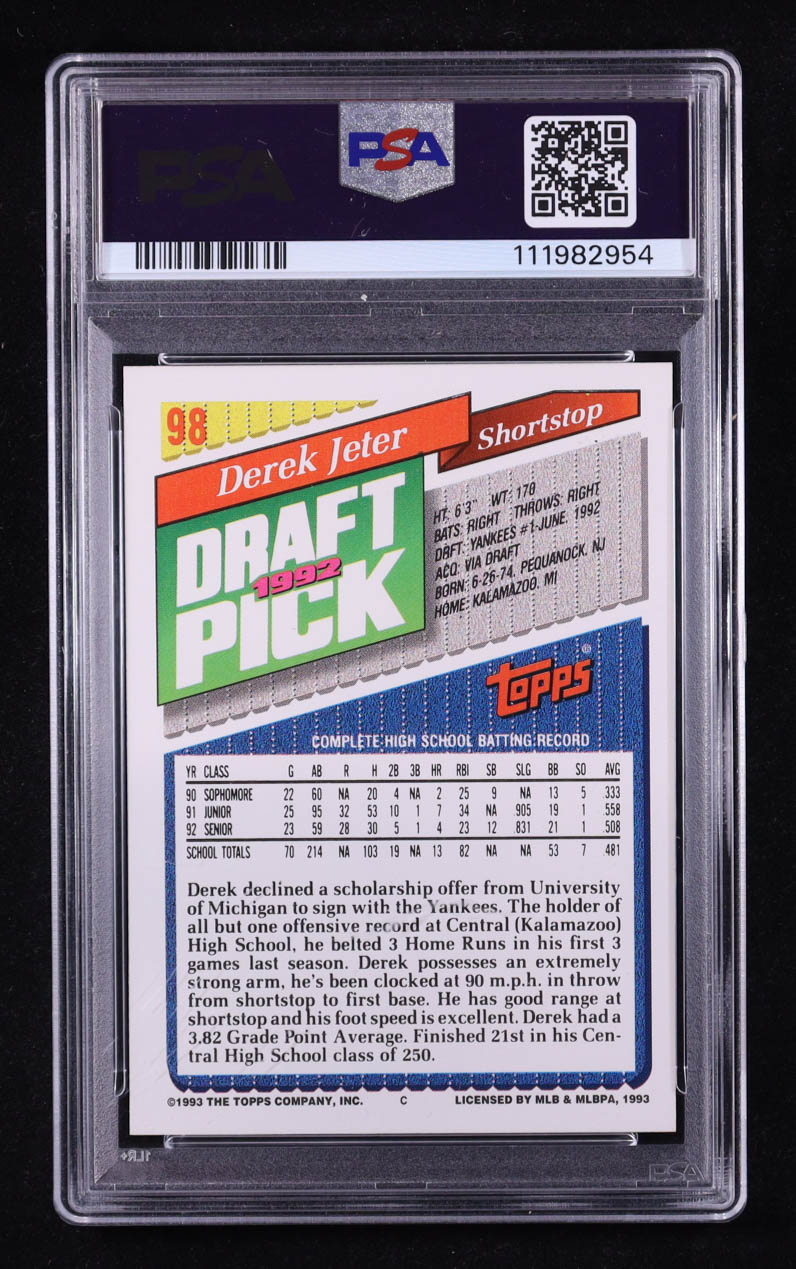 PSA
PSA
111982954
98
Derek Jeter
Shortstop
DRAFT
1992
PICK
HT: 6'3" WT: 170
BATS: RIGHT THROWS: RIGHT
DRFT: YANKEES #1-JUNE, 1992
ACQ: VIA DRAFT
BORN: 6-26-74, PEQUANOCK, NJ
HOME: KALAMAZOO, MI
TOPPS®
COMPLETE HIGH SCHOOL BATTING RECORD
YR CLASS G AB R H 2B 3B HR RBI SB SLG BB SO AVG
90 SOPHOMORE 22 60 NA 20 4 NA 2 25 9 NA 13 5 .333
91 JUNIOR 25 95 32 53 10 1 7 34 NA .905 19 1 .558
92 SENIOR 23 59 28 30 5 1 4 23 12 .831 21 1 .508
SCHOOL TOTALS 70 214 NA 103 19 NA 13 82 NA NA 53 7 .481
Derek declined a scholarship offer from University
of Michigan to sign with the Yankees. The holder of
all but one offensive record at Central (Kalamazoo)
High School, he belted 3 Home Runs in his first 3
games last season. Derek possesses an extremely
strong arm, he's been clocked at 90 m.p.h. in throw
from shortstop to first base. He has good range at
shortstop and his foot speed is excellent. Derek had a
3.82 Grade Point Average. Finished 21st in his Cen-
tral High School class of 250.
©1993 THE TOPPS COMPANY, INC. C LICENSED BY MLB & MLBPA, 1993
PSA